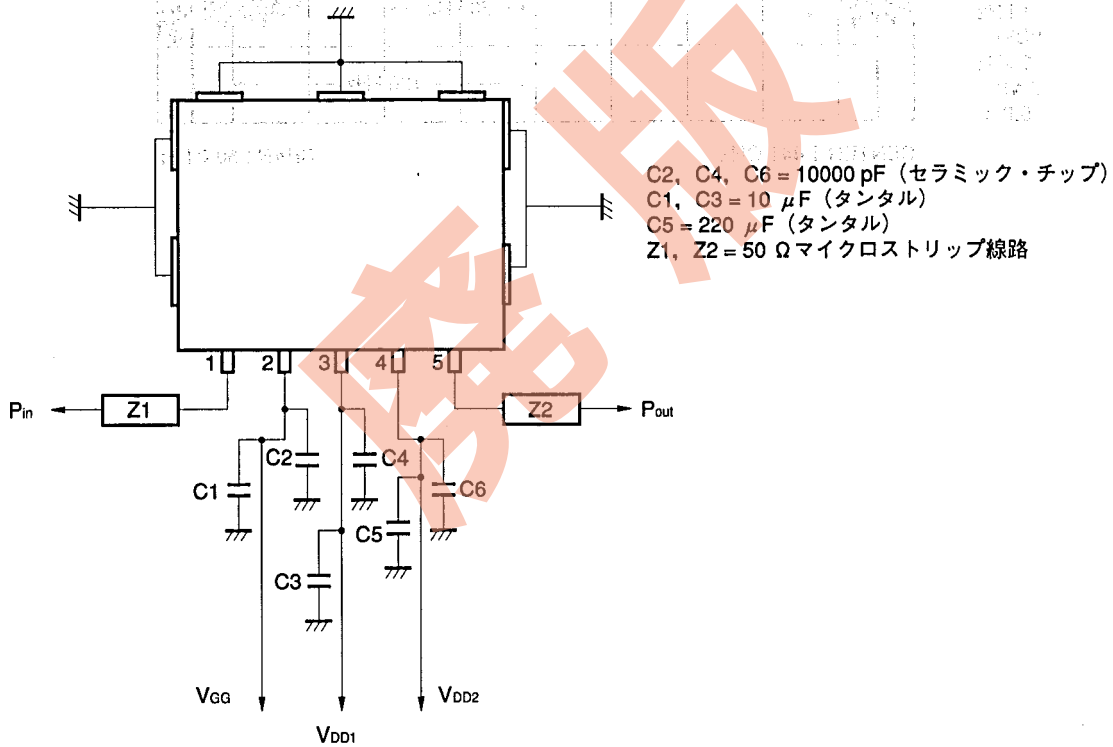 C2, C4, C6 = 10000 pF (セラミック・チップ)
C1, C3 = 10 μF (タンタル)
C5 = 220 μF (タンタル)
Z1, Z2 = 50 Ω マイクロストリップ線路
1 2 3 4 5
Pin Z1 Z2 Pout
C2 C4
C1 C6
C5
C3
VGG VDD2
VDD1
廃版